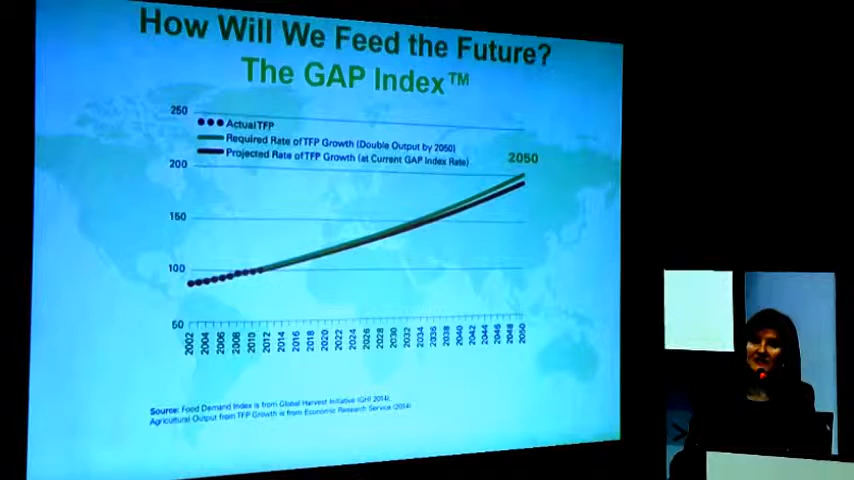 How Will We Feed the Future?
The GAP Index™
250
Actual TFP
Required Rate of TFP Growth (Double Output by 2050)
Projected Rate of TFP Growth (at Current GAP Index Rate)
2050
200
150
100
50
2002 2004 2006 2008 2010 2012 2014 2016 2018 2020 2022 2024 2026 2028 2030 2032 2034 2036 2038 2040 2042 2044 2046 2048 2050
Source: Food Demand Index is from Global Harvest Initiative (GHI 2014).
Agricultural Output from TFP Growth is from Economic Research Service (2014)